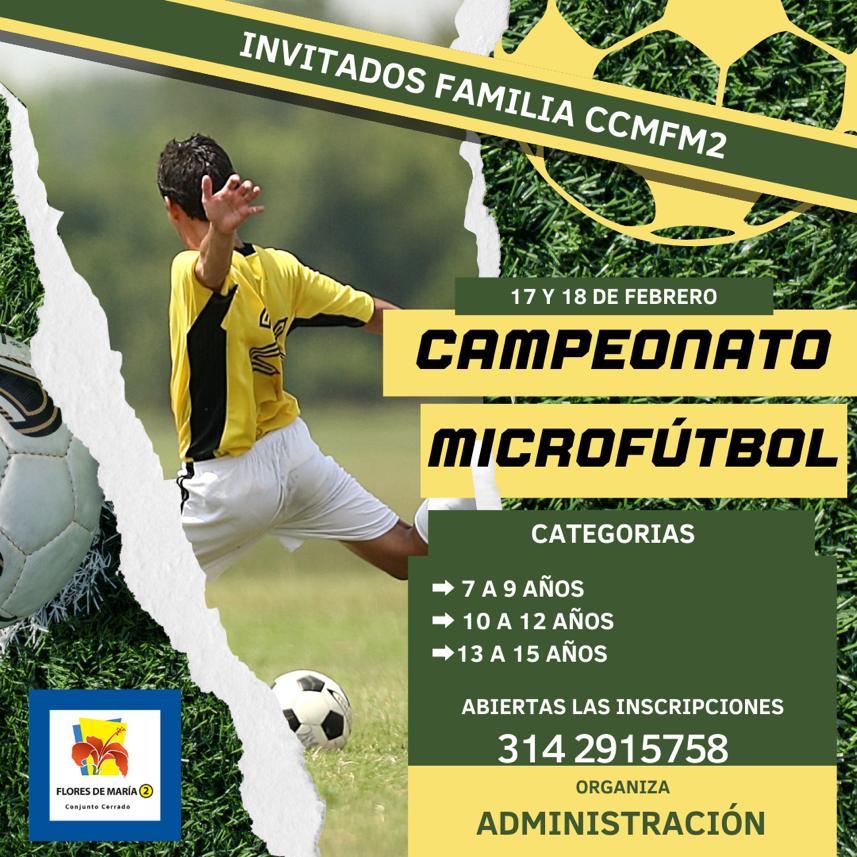 INVITADOS FAMILIA CCMFM2
17 Y 18 DE FEBRERO
CAMPEONATO
MICROFÚTBOL
CATEGORIAS
➡ 7 A 9 AÑOS
➡ 10 A 12 AÑOS
➡13 A 15 AÑOS
ABIERTAS LAS INSCRIPCIONES
314 2915758
ORGANIZA
ADMINISTRACIÓN
FLORES DE MARÍA 2
Conjunto Cerrado